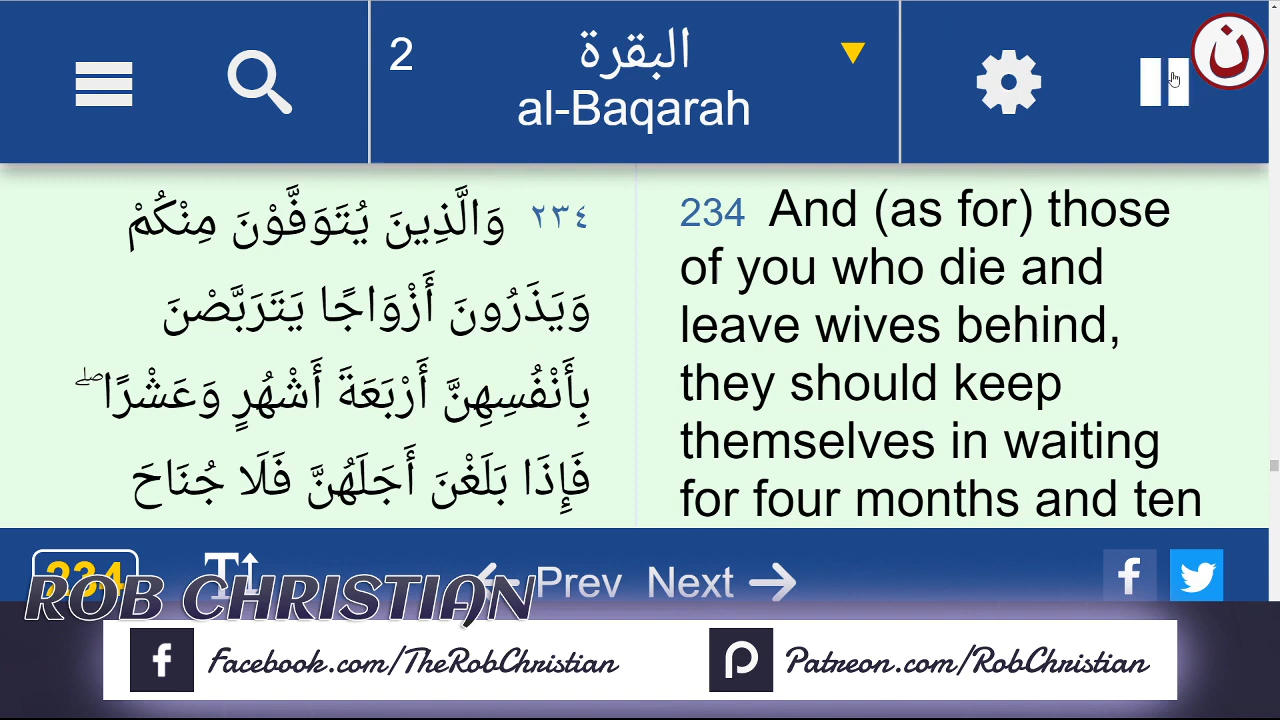 2
البقرة
al-Baqarah
ن
٢٣٤ وَالَّذِينَ يُتَوَفَّوْنَ مِنْكُمْ
وَيَذَرُونَ أَزْوَاجًا يَتَرَبَّصْنَ
بِأَنْفُسِهِنَّ أَرْبَعَةَ أَشْهُرٍ وَعَشْرًا ۖ
فَإِذَا بَلَغْنَ أَجَلَهُنَّ فَلَا جُنَاحَ
234 And (as for) those
of you who die and
leave wives behind,
they should keep
themselves in waiting
for four months and ten
234
T
Prev Next
ROB CHRISTIAN
Facebook.com/TheRobChristian
Patreon.com/RobChristian